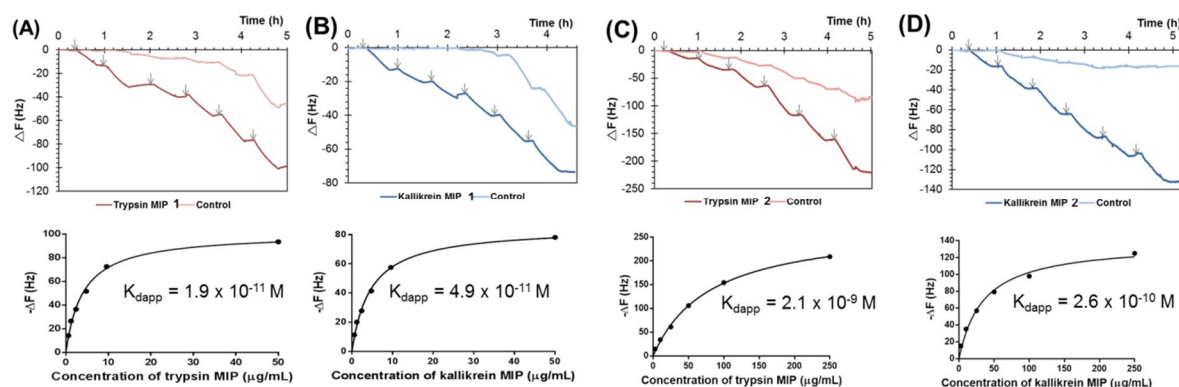 (A)
Time (h)
0 1 2 3 4 5
0
-20
-40
-60
-80
-100
120
△F (Hz)
Trypsin MIP 1 Control
(B)
Time (h)
0 1 2 3 4
0
-20
-40
-60
-80
△F (Hz)
Kallikrein MIP 1 Control
(C)
Time (h)
0 1 2 3 4 5
0
-50
-100
-150
-200
-250
△F (Hz)
Trypsin MIP 2 Control
(D)
Time (h)
0 1 2 3 4 5
0
-20
-40
-60
-80
-100
-120
-140
△F (Hz)
Kallikrein MIP 2 Control
100
80
60
40
20
0
-ΔF (Hz)
Kdapp = 1.9 x 10-11 M
0 10 20 30 40 50
Concentration of trypsin MIP (µg/mL)
80
60
40
20
0
-ΔF (Hz)
Kdapp = 4.9 x 10-11 M
0 10 20 30 40 50
Concentration of kallikrein MIP (µg/mL)
250
200
150
100
50
0
-ΔF (Hz)
Kdapp = 2.1 x 10-9 M
0 50 100 150 200 250
Concentration of trypsin MIP (µg/mL)
140
120
100
80
60
40
20
0
-ΔF (Hz)
Kdapp = 2.6 x 10-10 M
0 50 100 150 200 250
Concentration of kallikrein MIP (µg/mL)